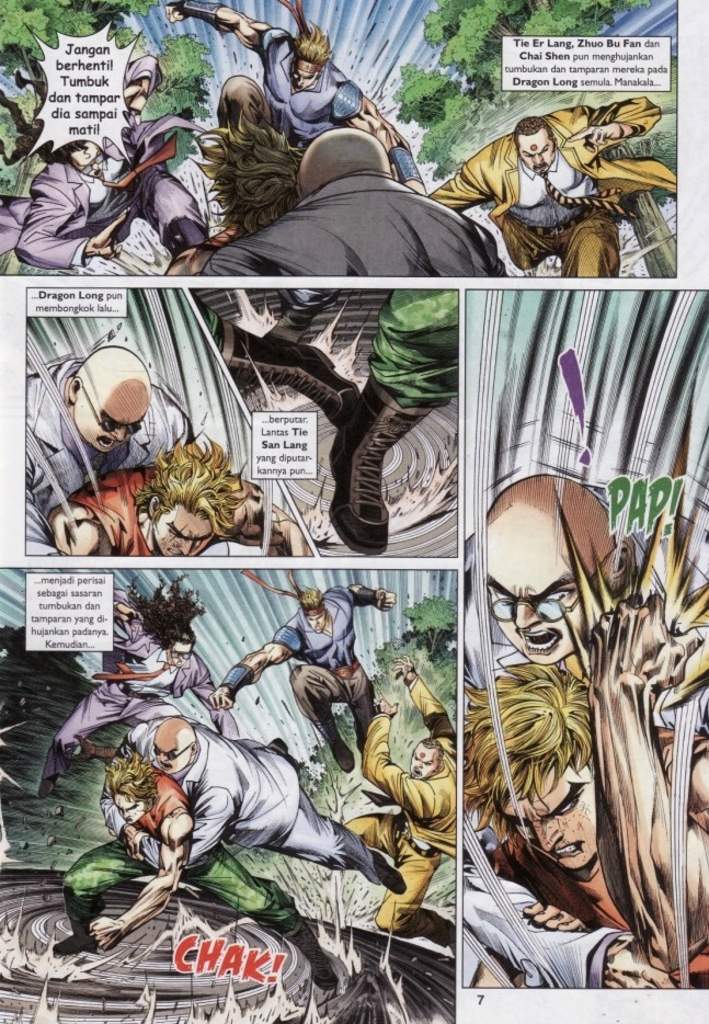 Jangan
berhenti!
Tumbuk
dan tampar
dia sampai
mati!
Tie Er Lang, Zhuo Bu Fan dan
Chai Shen menghujankan
tumbukan dan tamparan mereka pada
Dragon Long semula. Manakala...
...Dragon Long pun
membongkok lalu...
...berputar.
Lantas Tie
San Lang
yang diputar-
kannya pun...
!
PAP!
...menjadi perisai
sebagai sasaran
tumbukan dan
tamparan yang di-
hujankan padanya.
Kemudian...
CHAK!
7